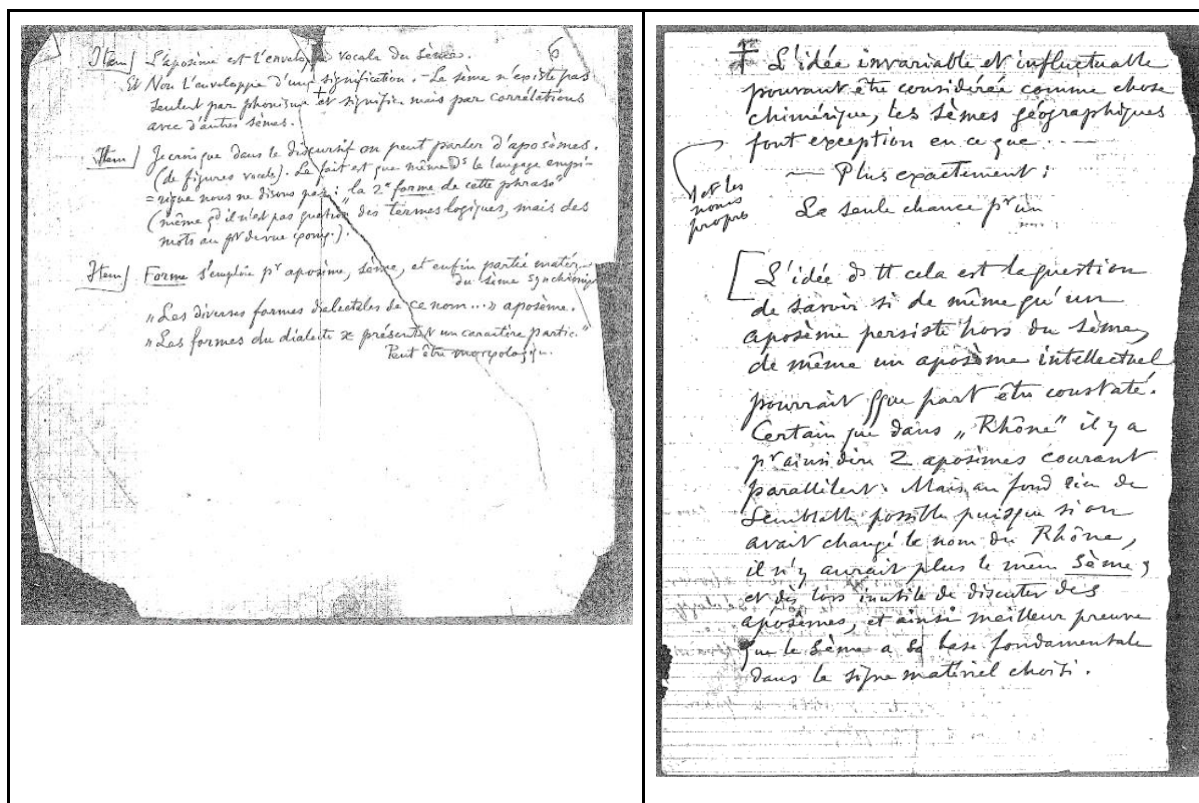 6
Item] L'aposème est l'enveloppe vocale du sème.
Et Non l'enveloppe d'une signification. Le sème n'existe pas
seulent par phonisme et signific. mais par corrélations
avec d'autres sèmes.
Item] Je crois que dans le discursif on peut parler d'aposèmes.
(de figures vocale). Le fait est que même ds le langage empi-
=rique nous ne disons pas: la 2e forme de cette phrase"
(même qd il n'est pas question des termes logiques, mais des
mots au pt de vue
Item] Forme s'emploie pr aposème, sème, et enfin partie matér.
du sème
„Les diverses formes dialectales de ce nom...» aposème.
„Les formes du dialecte x présentent un caractère partic."
Peut être morpologiqu.
‡ L'idée invariable et influctuable
pouvant être considérée comme chose
chimérique, les sèmes géographiques
font exception en ce que
— Plus exactement:
] et les
noms
propres
La seule chance pr un
[L'idée d tt cela est la question
de savoir si de même qu'un
aposème persiste hors du sème,
de même un aposème intellectuel
pourrait qque part être constaté.
Certain que dans „Rhône" il y a
pr ainsi dire 2 aposèmes courant
parallèlent. Mais au fond rien de
semblable possible puisque si on
avait changé le nom du Rhône,
il n'y aurait plus le même sème,
et dès lors inutile de discuter des
aposèmes, et ainsi meilleure preuve
que le sème a sa base fondamentale
dans le signe matériel choisi.